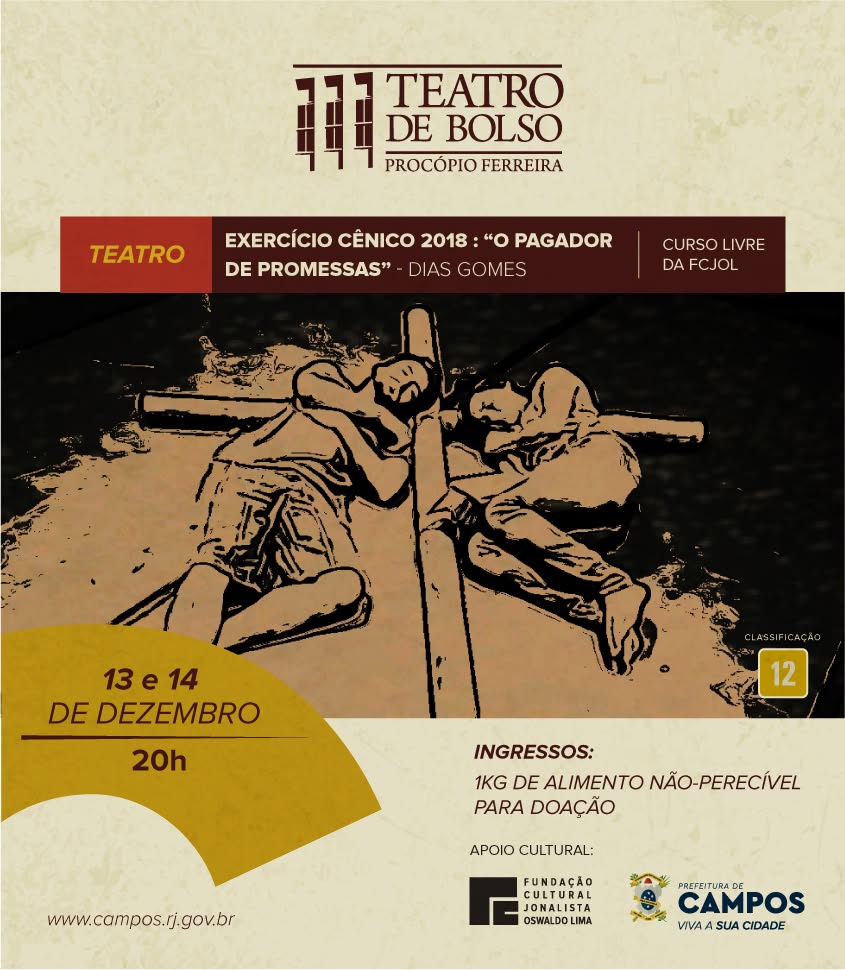 TEATRO
DE BOLSO
PROCÓPIO FERREIRA
TEATRO
EXERCÍCIO CÊNICO 2018 : “O PAGADOR
DE PROMESSAS” - DIAS GOMES
CURSO LIVRE
DA FCJOL
CLASSIFICAÇÃO
12
13 e 14
DE DEZEMBRO
20h
INGRESSOS:
1KG DE ALIMENTO NÃO-PERECÍVEL
PARA DOAÇÃO
APOIO CULTURAL:
FUNDAÇÃO
CULTURAL
JONALISTA
OSWALDO LIMA
PREFEITURA DE
CAMPOS
VIVA A SUA CIDADE
www.campos.rj.gov.br